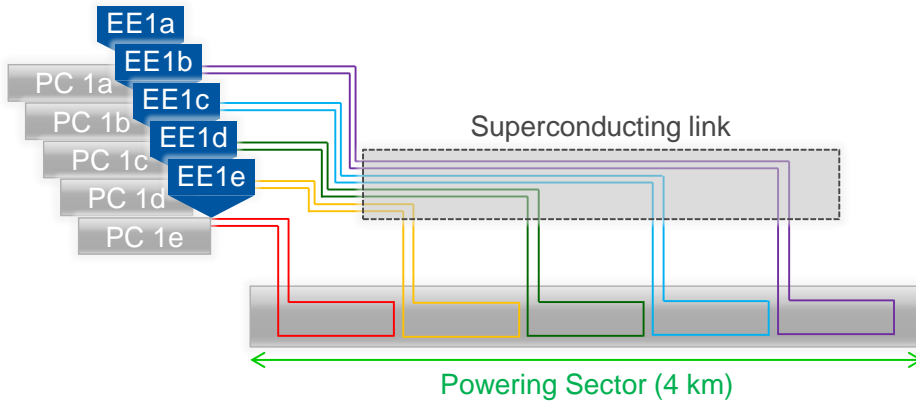 EE1a
EE1b
PC 1a
EE1c
PC 1b
EE1d
Superconducting link
PC 1c
EE1e
PC 1d
PC 1e
Powering Sector (4 km)